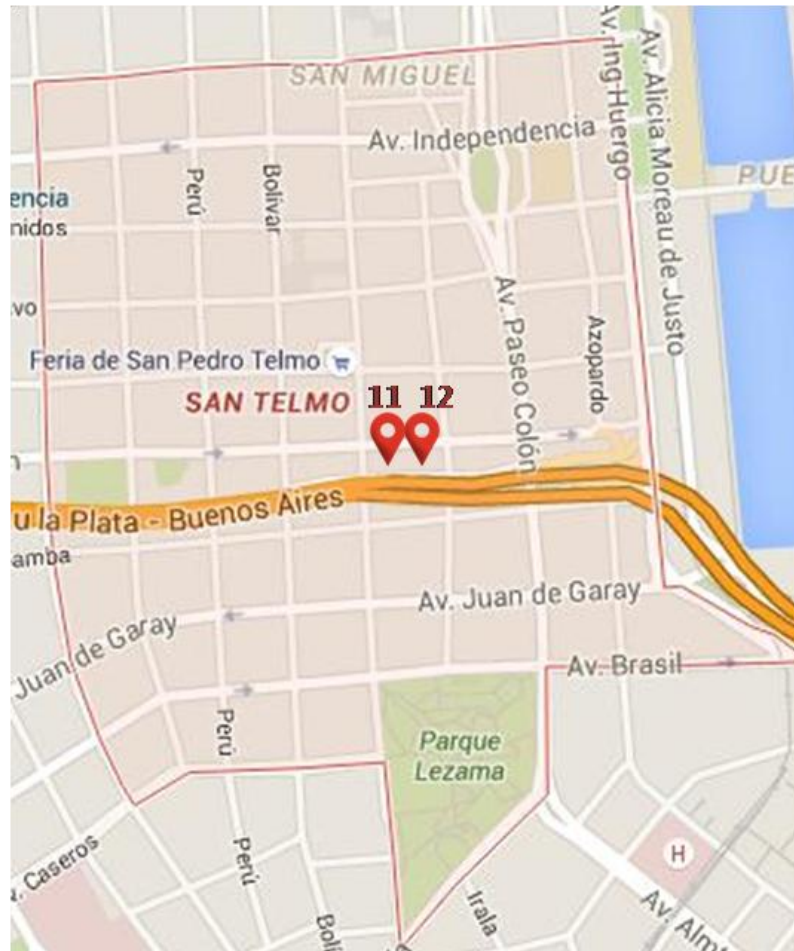 SAN MIGUEL
Av. Ing Huergo
Av. Alicia Moreau de Justo
Av. Independencia
PUE
encia
nidos
Perú
Bolívar
vo
Av. Paseo Colón
Azopardo
Feria de San Pedro Telmo
SAN TELMO
11 12
n
u la Plata - Buenos Aires
amba
Av. Juan de Garay
Juan de Garay
Av. Brasil
Perú
Parque
Lezama
H
Perú
v. Caseros
Irala
Bolí
Av. Alm